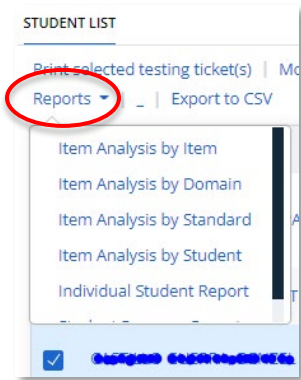 STUDENT LIST
Print selected testing ticket(s) | Mo
Reports | _ | Export to CSV
Item Analysis by Item
Item Analysis by Domain
Item Analysis by Standard
Item Analysis by Student
Individual Student Report